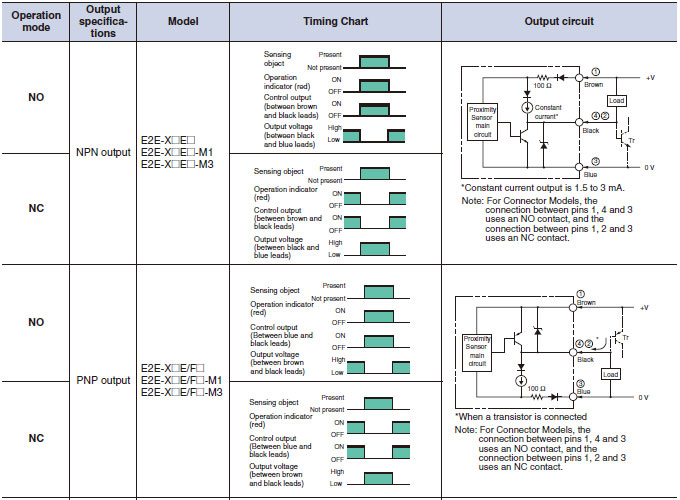 Operation mode
Output specifica-tions
Model
Timing Chart
Output circuit
NO
NC
NPN output
E2E-X□E□
E2E-X□E□-M1
E2E-X□E□-M3
Sensing object
Present
Not present
Operation indicator (red)
ON
OFF
Control output (between brown and black leads)
ON
OFF
Output voltage (between black and blue leads)
High
Low
Sensing object
Present
Not present
Operation indicator (red)
ON
OFF
Control output (between brown and black leads)
ON
OFF
Output voltage (between black and blue leads)
High
Low
Proximity Sensor main circuit
100 Ω
Constant current*
1
Brown
+V
Load
4 2
Black
Tr
3
Blue
0 V
*Constant current output is 1.5 to 3 mA.
Note: For Connector Models, the
connection between pins 1, 4 and 3
uses an NO contact, and the
connection between pins 1, 2 and 3
uses an NC contact.
NO
NC
PNP output
E2E-X□E/F□
E2E-X□E/F□-M1
E2E-X□E/F□-M3
Sensing object
Present
Not present
Operation indicator (red)
ON
OFF
Control output (Between blue and black leads)
ON
OFF
Output voltage (between brown and black leads)
High
Low
Sensing object
Present
Not present
Operation indicator (red)
ON
OFF
Control output (Between blue and black leads)
ON
OFF
Output voltage (between brown and black leads)
High
Low
Proximity Sensor main circuit
1
Brown
+V
Tr
4 2
*
Black
Load
100 Ω
3
Blue
0 V
*When a transistor is connected
Note: For Connector Models, the
connection between pins 1, 4 and 3
uses an NO contact, and the
connection between pins 1, 2 and 3
uses an NC contact.